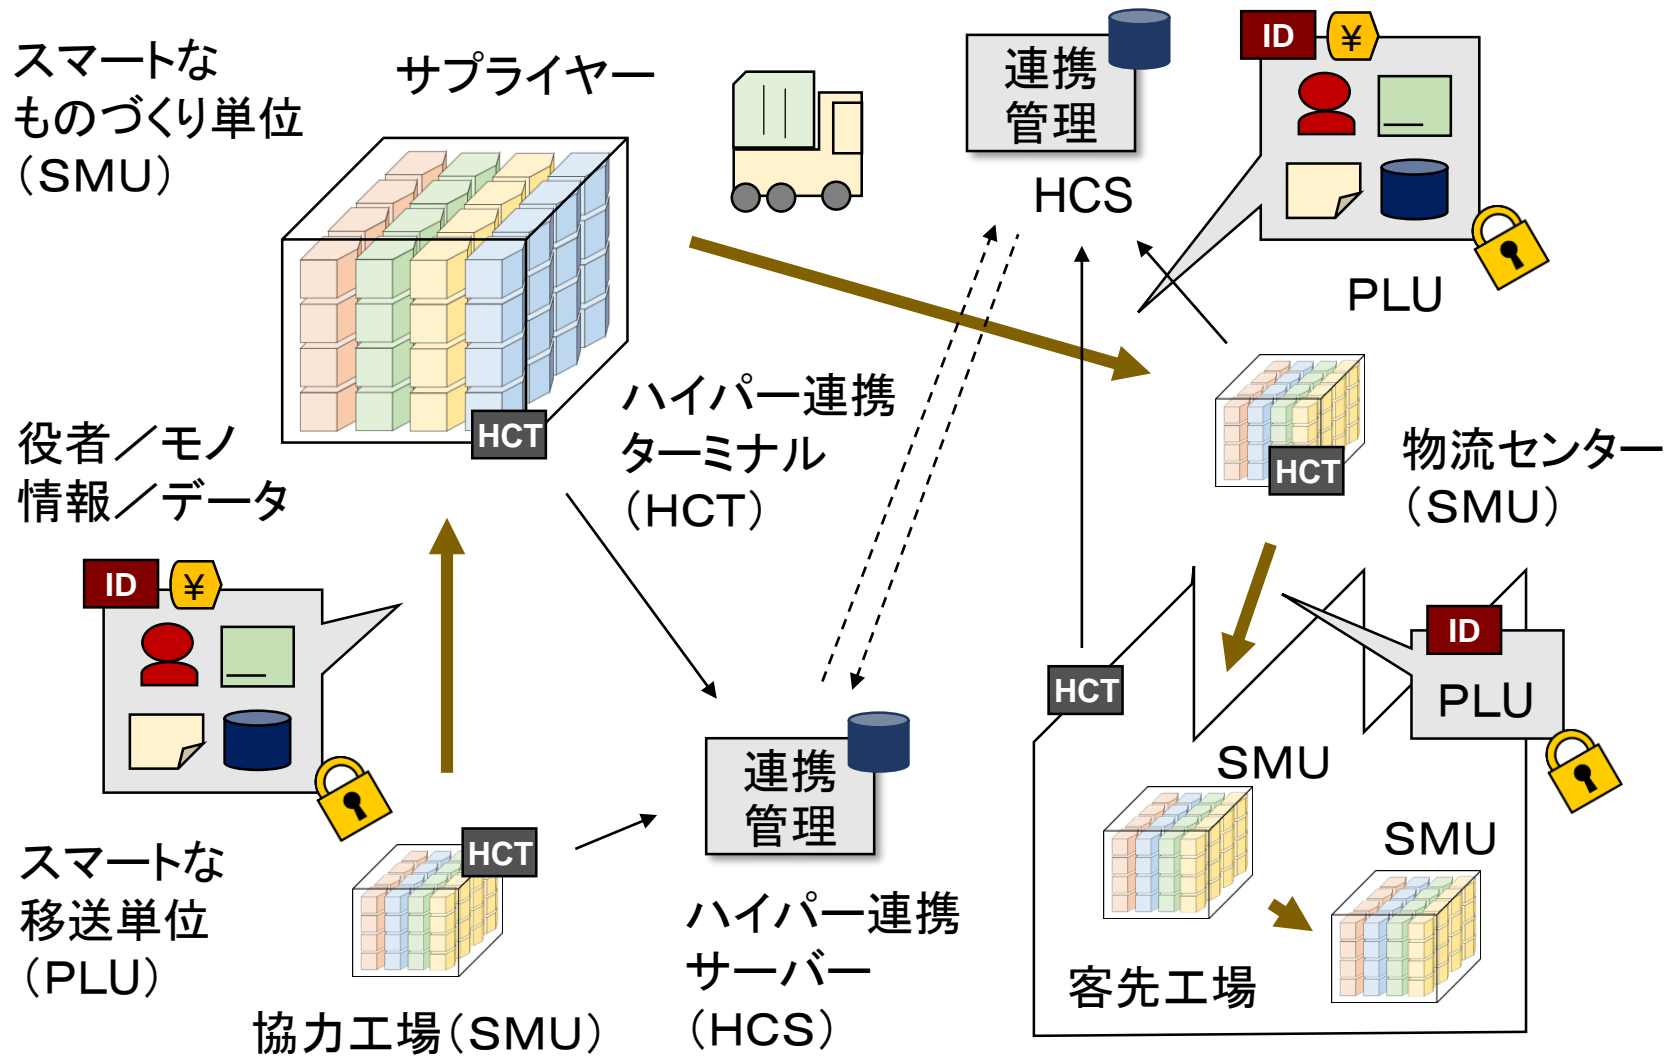 スマートな
ものづくり単位
（SMU）
サプライヤー
連携
管理
HCS
ID
¥
PLU
HCT
ハイパー連携
ターミナル
（HCT）
役者／モノ
情報／データ
HCT
物流センター
（SMU）
ID
¥
HCT
ID
PLU
SMU
SMU
客先工場
連携
管理
ハイパー連携
サーバー
（HCS）
HCT
スマートな
移送単位
（PLU）
協力工場（SMU）